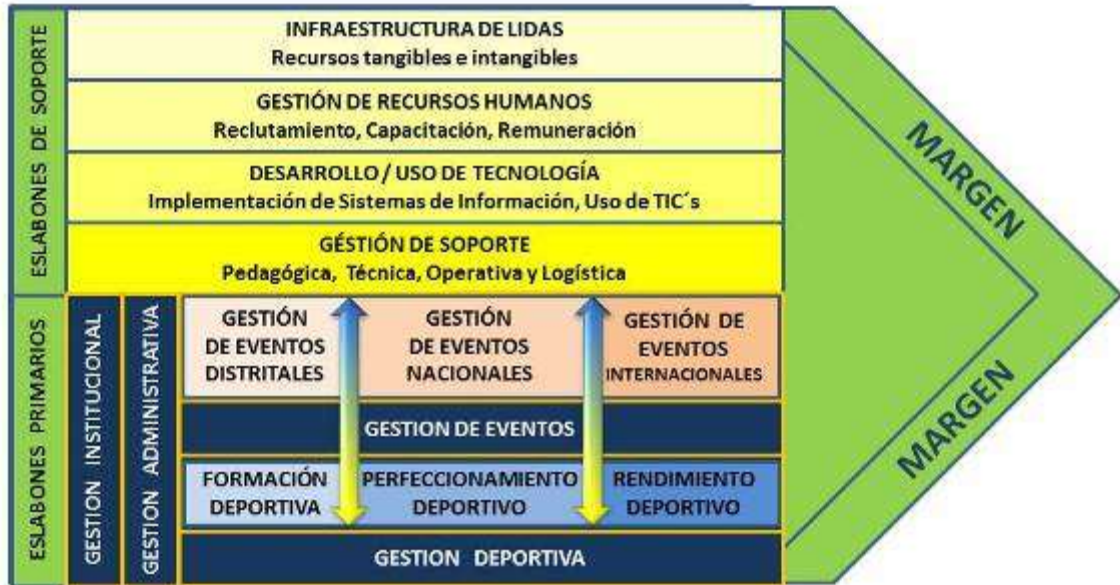 ESLABONES DE SOPORTE
INFRAESTRUCTURA DE LIDAS
Recursos tangibles e intangibles
GESTIÓN DE RECURSOS HUMANOS
Reclutamiento, Capacitación, Remuneración
DESARROLLO / USO DE TECNOLOGÍA
Implementación de Sistemas de Información, Uso de TIC´s
GÉSTIÓN DE SOPORTE
Pedagógica, Técnica, Operativa y Logística
ESLABONES PRIMARIOS
GESTION INSTITUCIONAL
GESTION ADMINISTRATIVA
GESTIÓN
DE EVENTOS
DISTRITALES
GESTIÓN
DE EVENTOS
NACIONALES
GESTIÓN DE
EVENTOS
INTERNACIONALES
GESTION DE EVENTOS
FORMACIÓN
DEPORTIVA
PERFECCIONAMIENTO
DEPORTIVO
RENDIMIENTO
DEPORTIVO
GESTION DEPORTIVA
MARGEN
MARGEN